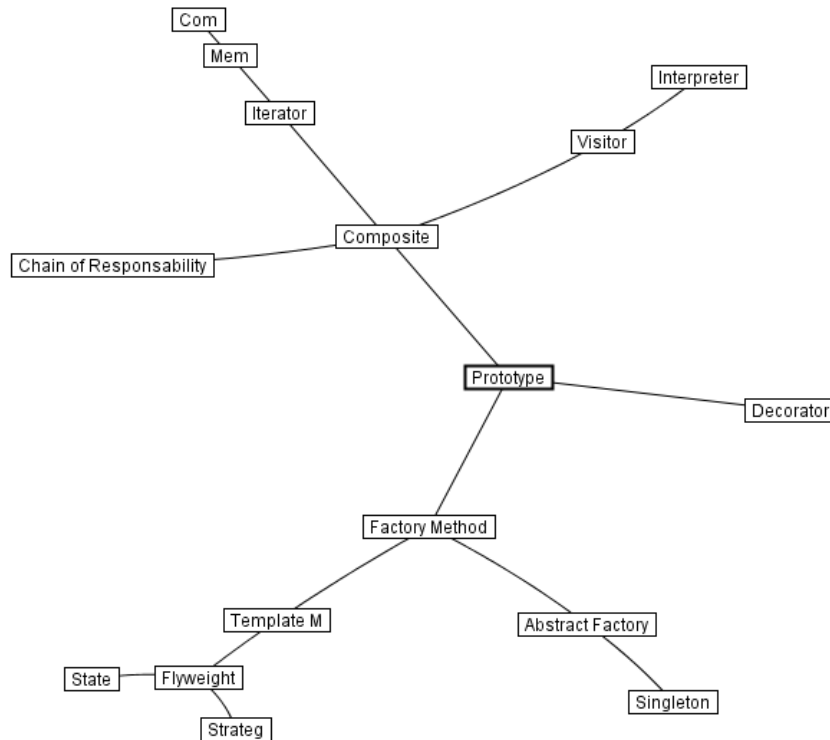 Com
Mem
Interpreter
Iterator
Visitor
Composite
Chain of Responsability
Prototype
Decorator
Factory Method
Template M
Abstract Factory
State
Flyweight
Singleton
Strateg